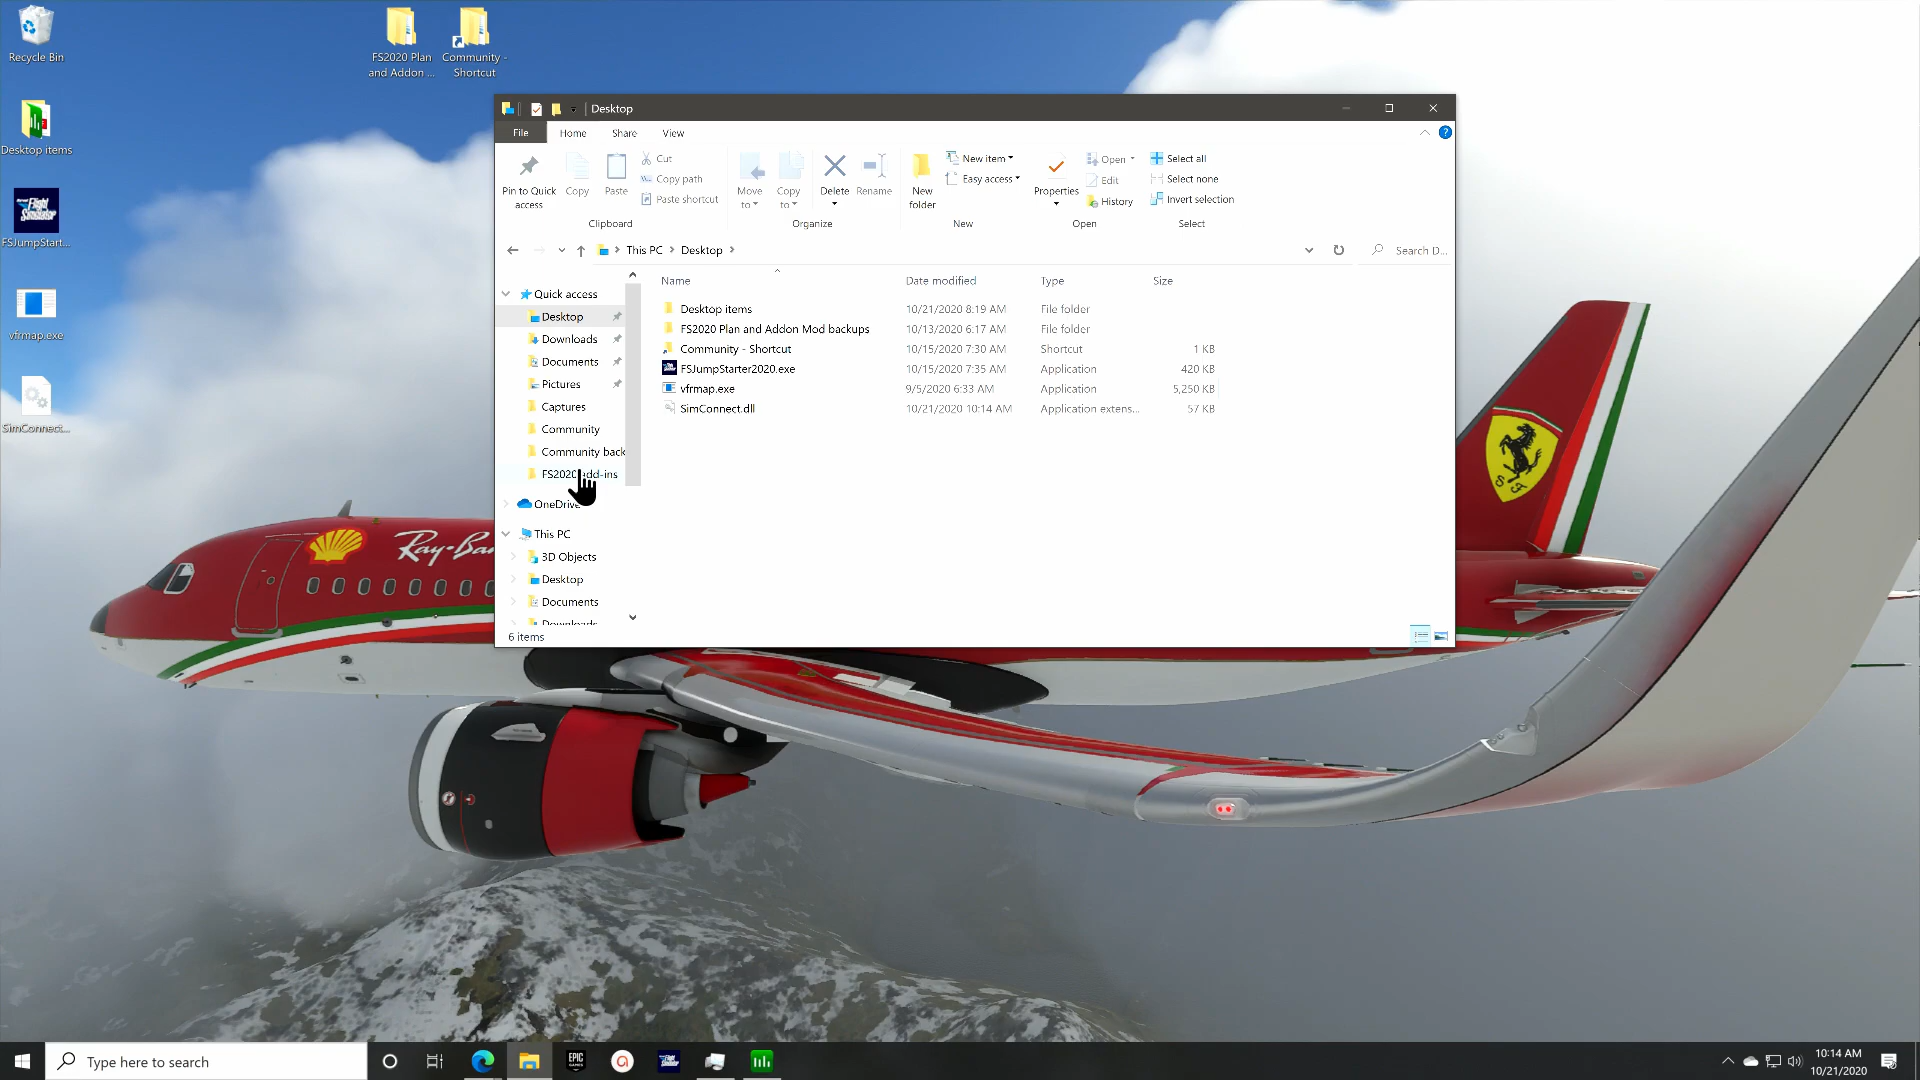 Recycle Bin
FS2020 Plan
and Addon ...
Community -
Shortcut
Desktop items
FSJumpStart...
vfrmap.exe
SimConnect....
Desktop
File
Home
Share
View
Pin to Quick
access
Copy
Paste
Cut
Copy path
Paste shortcut
Clipboard
Move
to
Copy
to
Delete
Rename
Organize
New
folder
New item
Easy access
New
Properties
Open
Edit
History
Open
Select all
Select none
Invert selection
Select
This PC
Desktop
Search D...
Name
Date modified
Type
Size
Desktop items 10/21/2020 8:19 AM File folder
FS2020 Plan and Addon Mod backups 10/13/2020 6:17 AM File folder
Community - Shortcut 10/15/2020 7:30 AM Shortcut 1 KB
FSJumpStarter2020.exe 10/15/2020 7:35 AM Application 420 KB
vfrmap.exe 9/5/2020 6:33 AM Application 5,250 KB
SimConnect.dll 10/21/2020 10:14 AM Application extens... 57 KB
Quick access
Desktop
Downloads
Documents
Pictures
Captures
Community
Community back
FS2020 add-ins
OneDrive
This PC
3D Objects
Desktop
Documents
Downloads
6 items
Ray-Ba
S F
Flight Simulator
Type here to search
EPIC GAMES
10:14 AM
10/21/2020